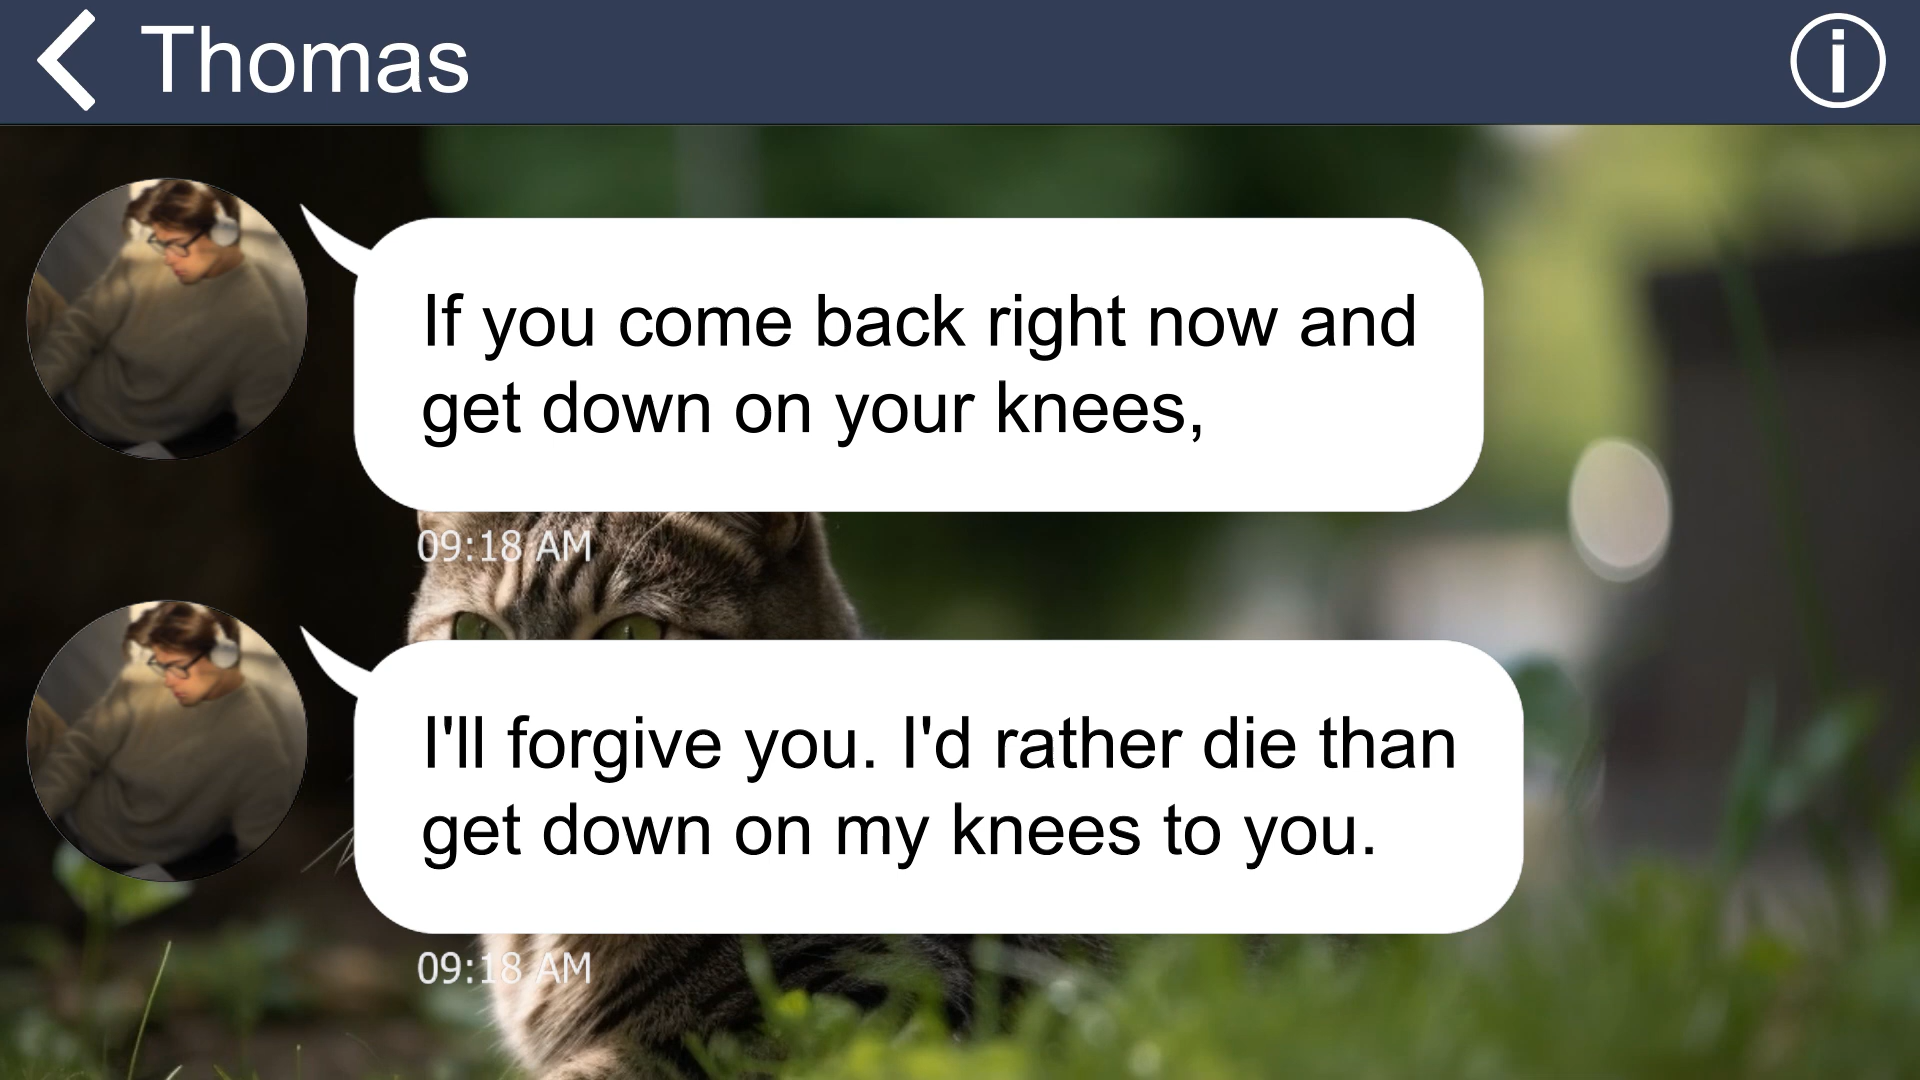 Thomas
If you come back right now and
get down on your knees,
09:18 AM
I'll forgive you. I'd rather die than
get down on my knees to you.
09:18 AM